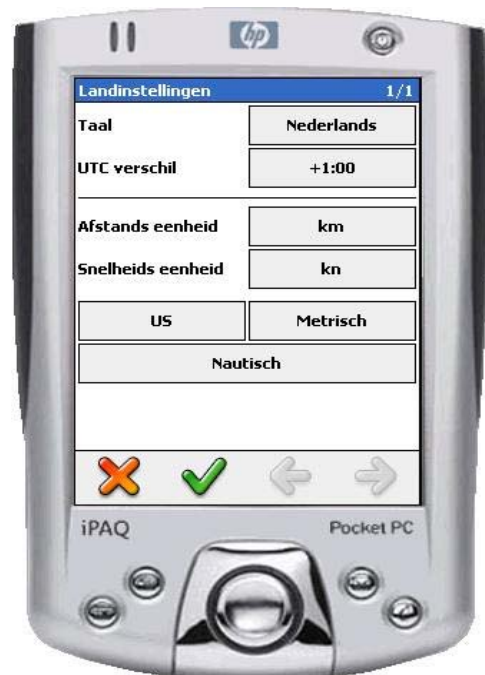 hp
Landinstellingen 1/1
Taal Nederlands
UTC verschil +1:00
Afstands eenheid km
Snelheids eenheid kn
US Metrisch
Nautisch
iPAQ Pocket PC